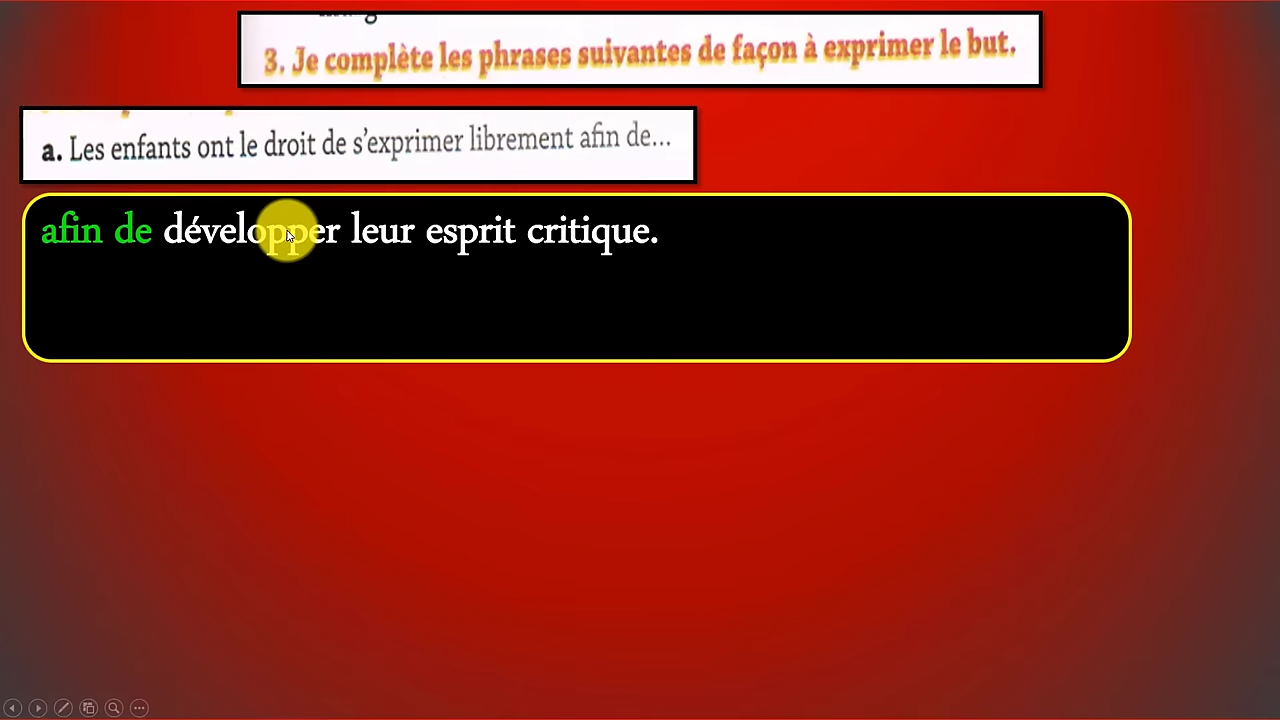 3. Je complète les phrases suivantes de façon à exprimer le but.
a. Les enfants ont le droit de s'exprimer librement afin de...
afin de développer leur esprit critique.